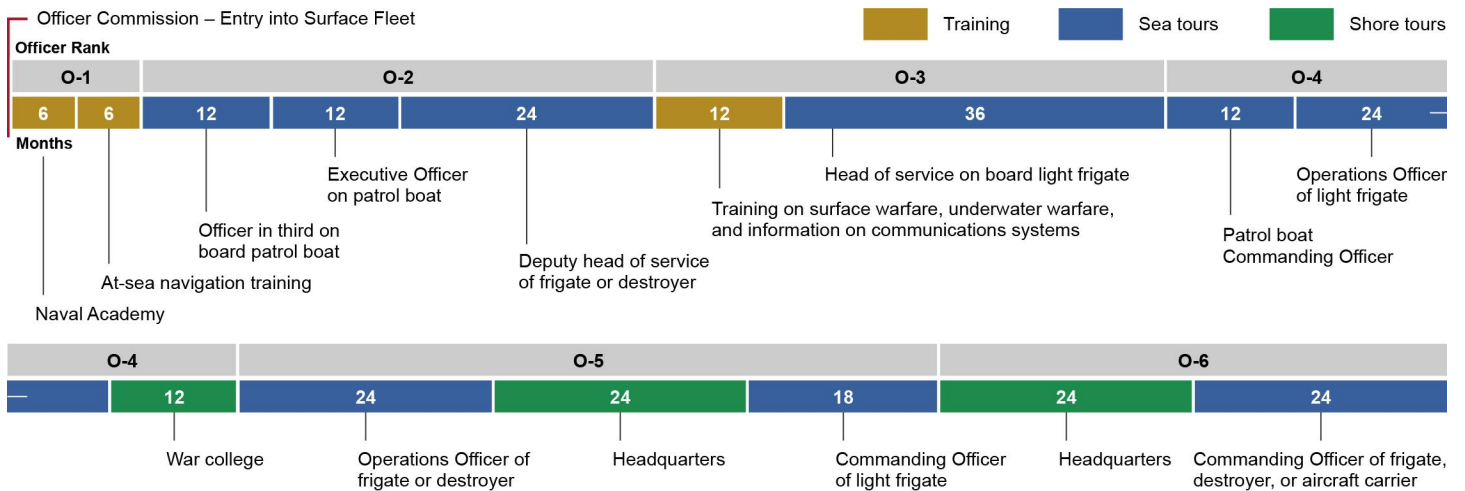 Officer Commission – Entry into Surface Fleet
Training
Sea tours
Shore tours
Officer Rank
O-1
O-2
O-3
O-4
6
6
12
12
24
12
36
12
24
Months
Executive Officer
on patrol boat
Head of service on board light frigate
Operations Officer
of light frigate
Officer in third on
board patrol boat
Training on surface warfare, underwater warfare,
and information on communications systems
Patrol boat
Commanding Officer
Deputy head of service
of frigate or destroyer
At-sea navigation training
Naval Academy
O-4
O-5
O-6
12
24
24
18
24
24
War college
Operations Officer of
frigate or destroyer
Headquarters
Commanding Officer
of light frigate
Headquarters
Commanding Officer of frigate,
destroyer, or aircraft carrier